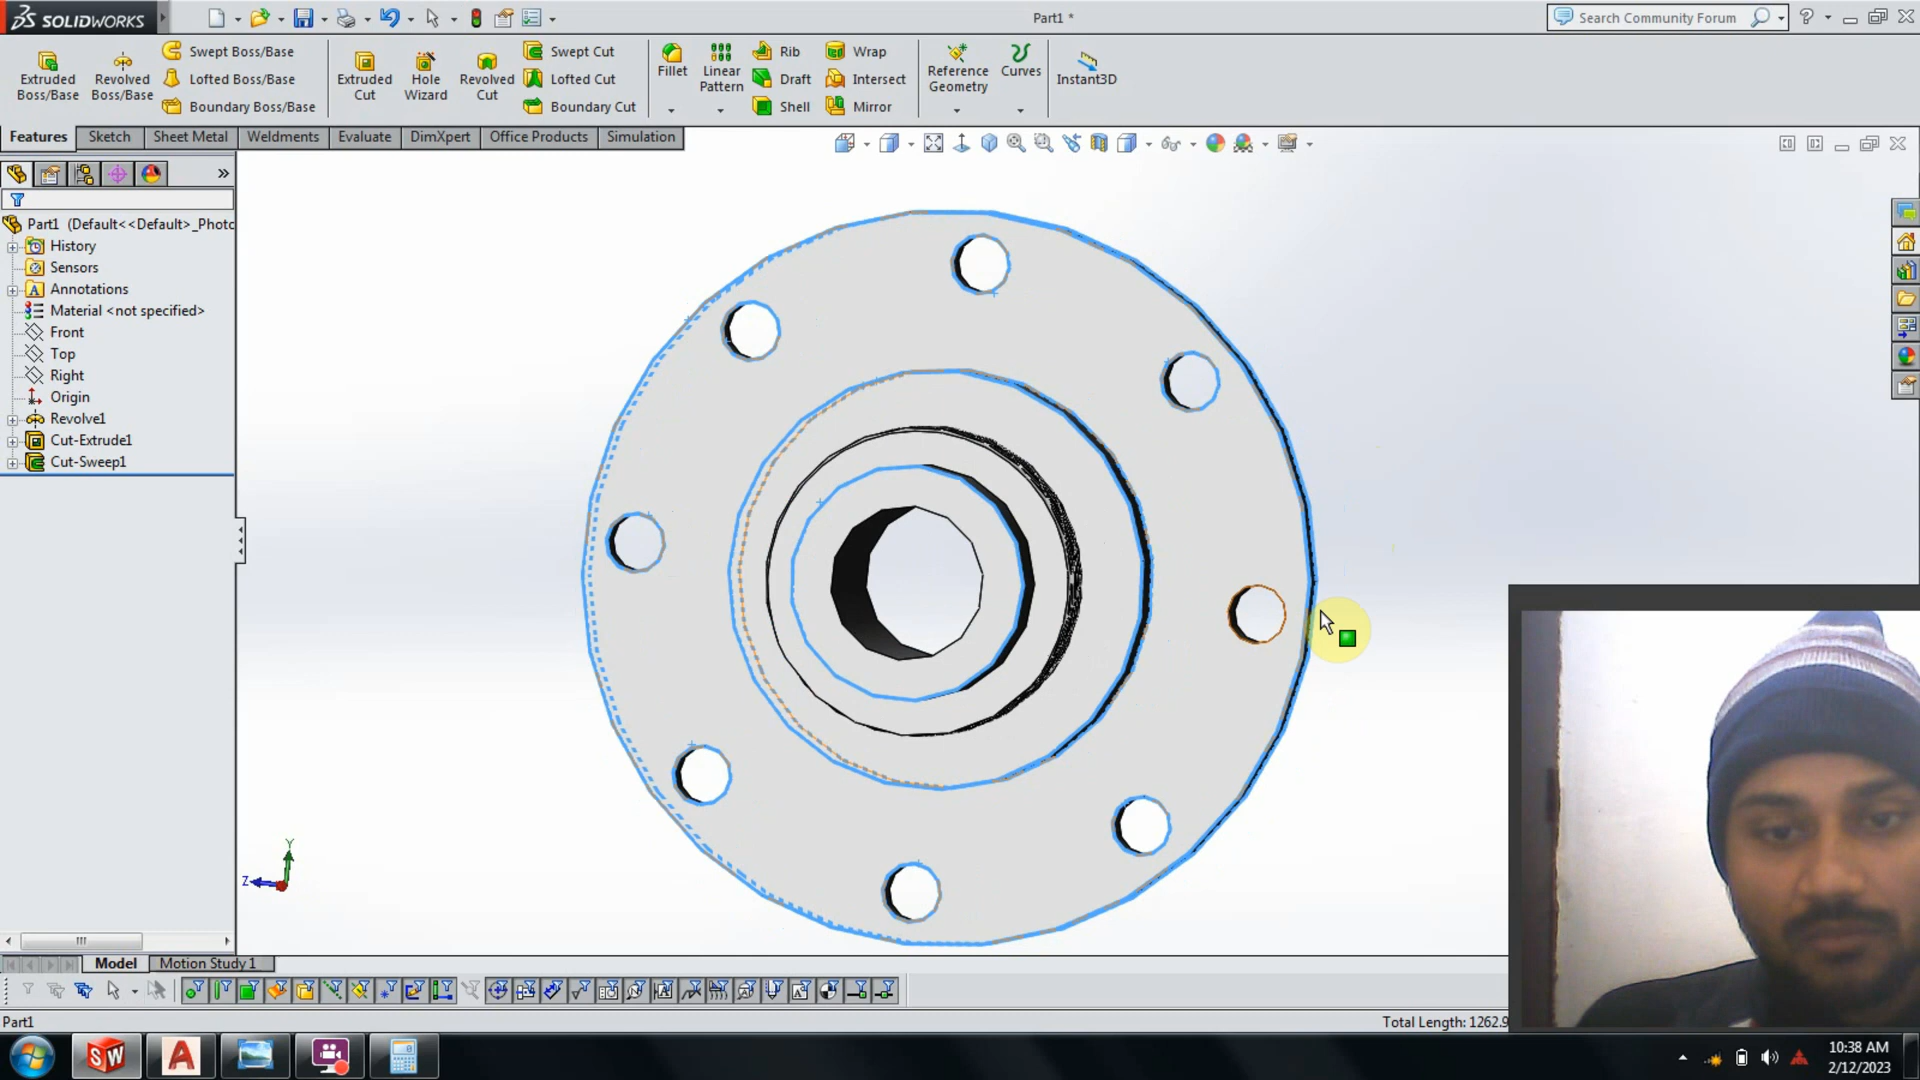 SOLIDWORKS
Part1 *
Search Community Forum
Extruded Boss/Base
Revolved Boss/Base
Swept Boss/Base
Lofted Boss/Base
Boundary Boss/Base
Extruded Cut
Hole Wizard
Revolved Cut
Swept Cut
Lofted Cut
Boundary Cut
Fillet
Linear Pattern
Rib
Draft
Shell
Wrap
Intersect
Mirror
Reference Geometry
Curves
Instant3D
Features
Sketch
Sheet Metal
Weldments
Evaluate
DimXpert
Office Products
Simulation
Part1 (Default<<Default>_Photo
History
Sensors
Annotations
Material <not specified>
Front
Top
Right
Origin
Revolve1
Cut-Extrude1
Cut-Sweep1
Y
Z
Model
Motion Study 1
Part1
Total Length: 1262.9
SW
10:38 AM
2/12/2023